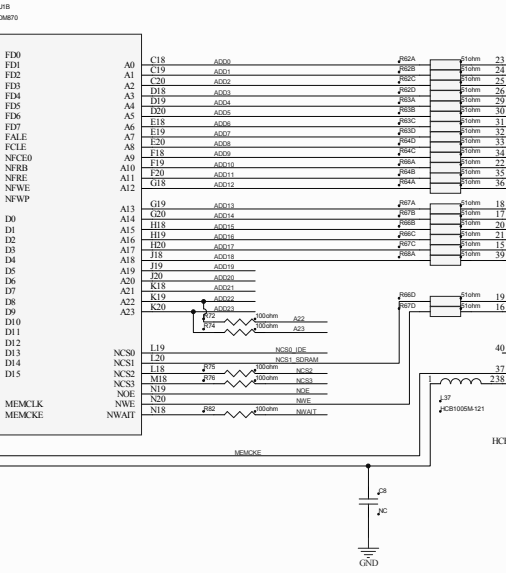 U1B
DM870
FD0
FD1
FD2
FD3
FD4
FD5
FD6
FD7
FALE
FCLE
NFCE0
NFRB
NFRE
NFWE
NFWP
D0
D1
D2
D3
D4
D5
D6
D7
D8
D9
D10
D11
D12
D13
D14
D15
MEMCLK
MEMCKE
A0 C18 ADD0 R62A 51ohm 23
A1 C19 ADD1 R62B 51ohm 24
A2 C20 ADD2 R62C 51ohm 25
A3 D18 ADD3 R62D 51ohm 26
A4 D19 ADD4 R63A 51ohm 29
A5 D20 ADD5 R63B 51ohm 30
A6 E18 ADD6 R63C 51ohm 31
A7 E19 ADD7 R63D 51ohm 32
A8 E20 ADD8 R64D 51ohm 33
A9 F18 ADD9 R64C 51ohm 34
A10 F19 ADD10 R66A 51ohm 22
A11 F20 ADD11 R64B 51ohm 35
A12 G18 ADD12 R64A 51ohm 36
A13 G19 ADD13 R67A 51ohm 18
A14 G20 ADD14 R67B 51ohm 17
A15 H18 ADD15 R66B 51ohm 20
A16 H19 ADD16 R66C 51ohm 21
A17 H20 ADD17 R67C 51ohm 15
A18 J18 ADD18 R68A 51ohm 39
A19 J19 ADD19
A20 J20 ADD20
A21 K18 ADD21
A22 K19 ADD22 R66D 51ohm 19
A23 K20 ADD23 R67D 51ohm 16
R72 100ohm A22
R74 100ohm A23
NCS0 L19 NCS0_IDE 40
NCS1 L20 NCS1_SDRAM
NCS2 L18 R75 100ohm NCS2 37
NCS3 M18 R76 100ohm NCS3 1 238
NOE N19 NOE
NWE N20 NWE
NWAIT N18 R82 100ohm NWAIT
L37
HCB1005M-121
HCB
MEMCKE
C8
NC
GND